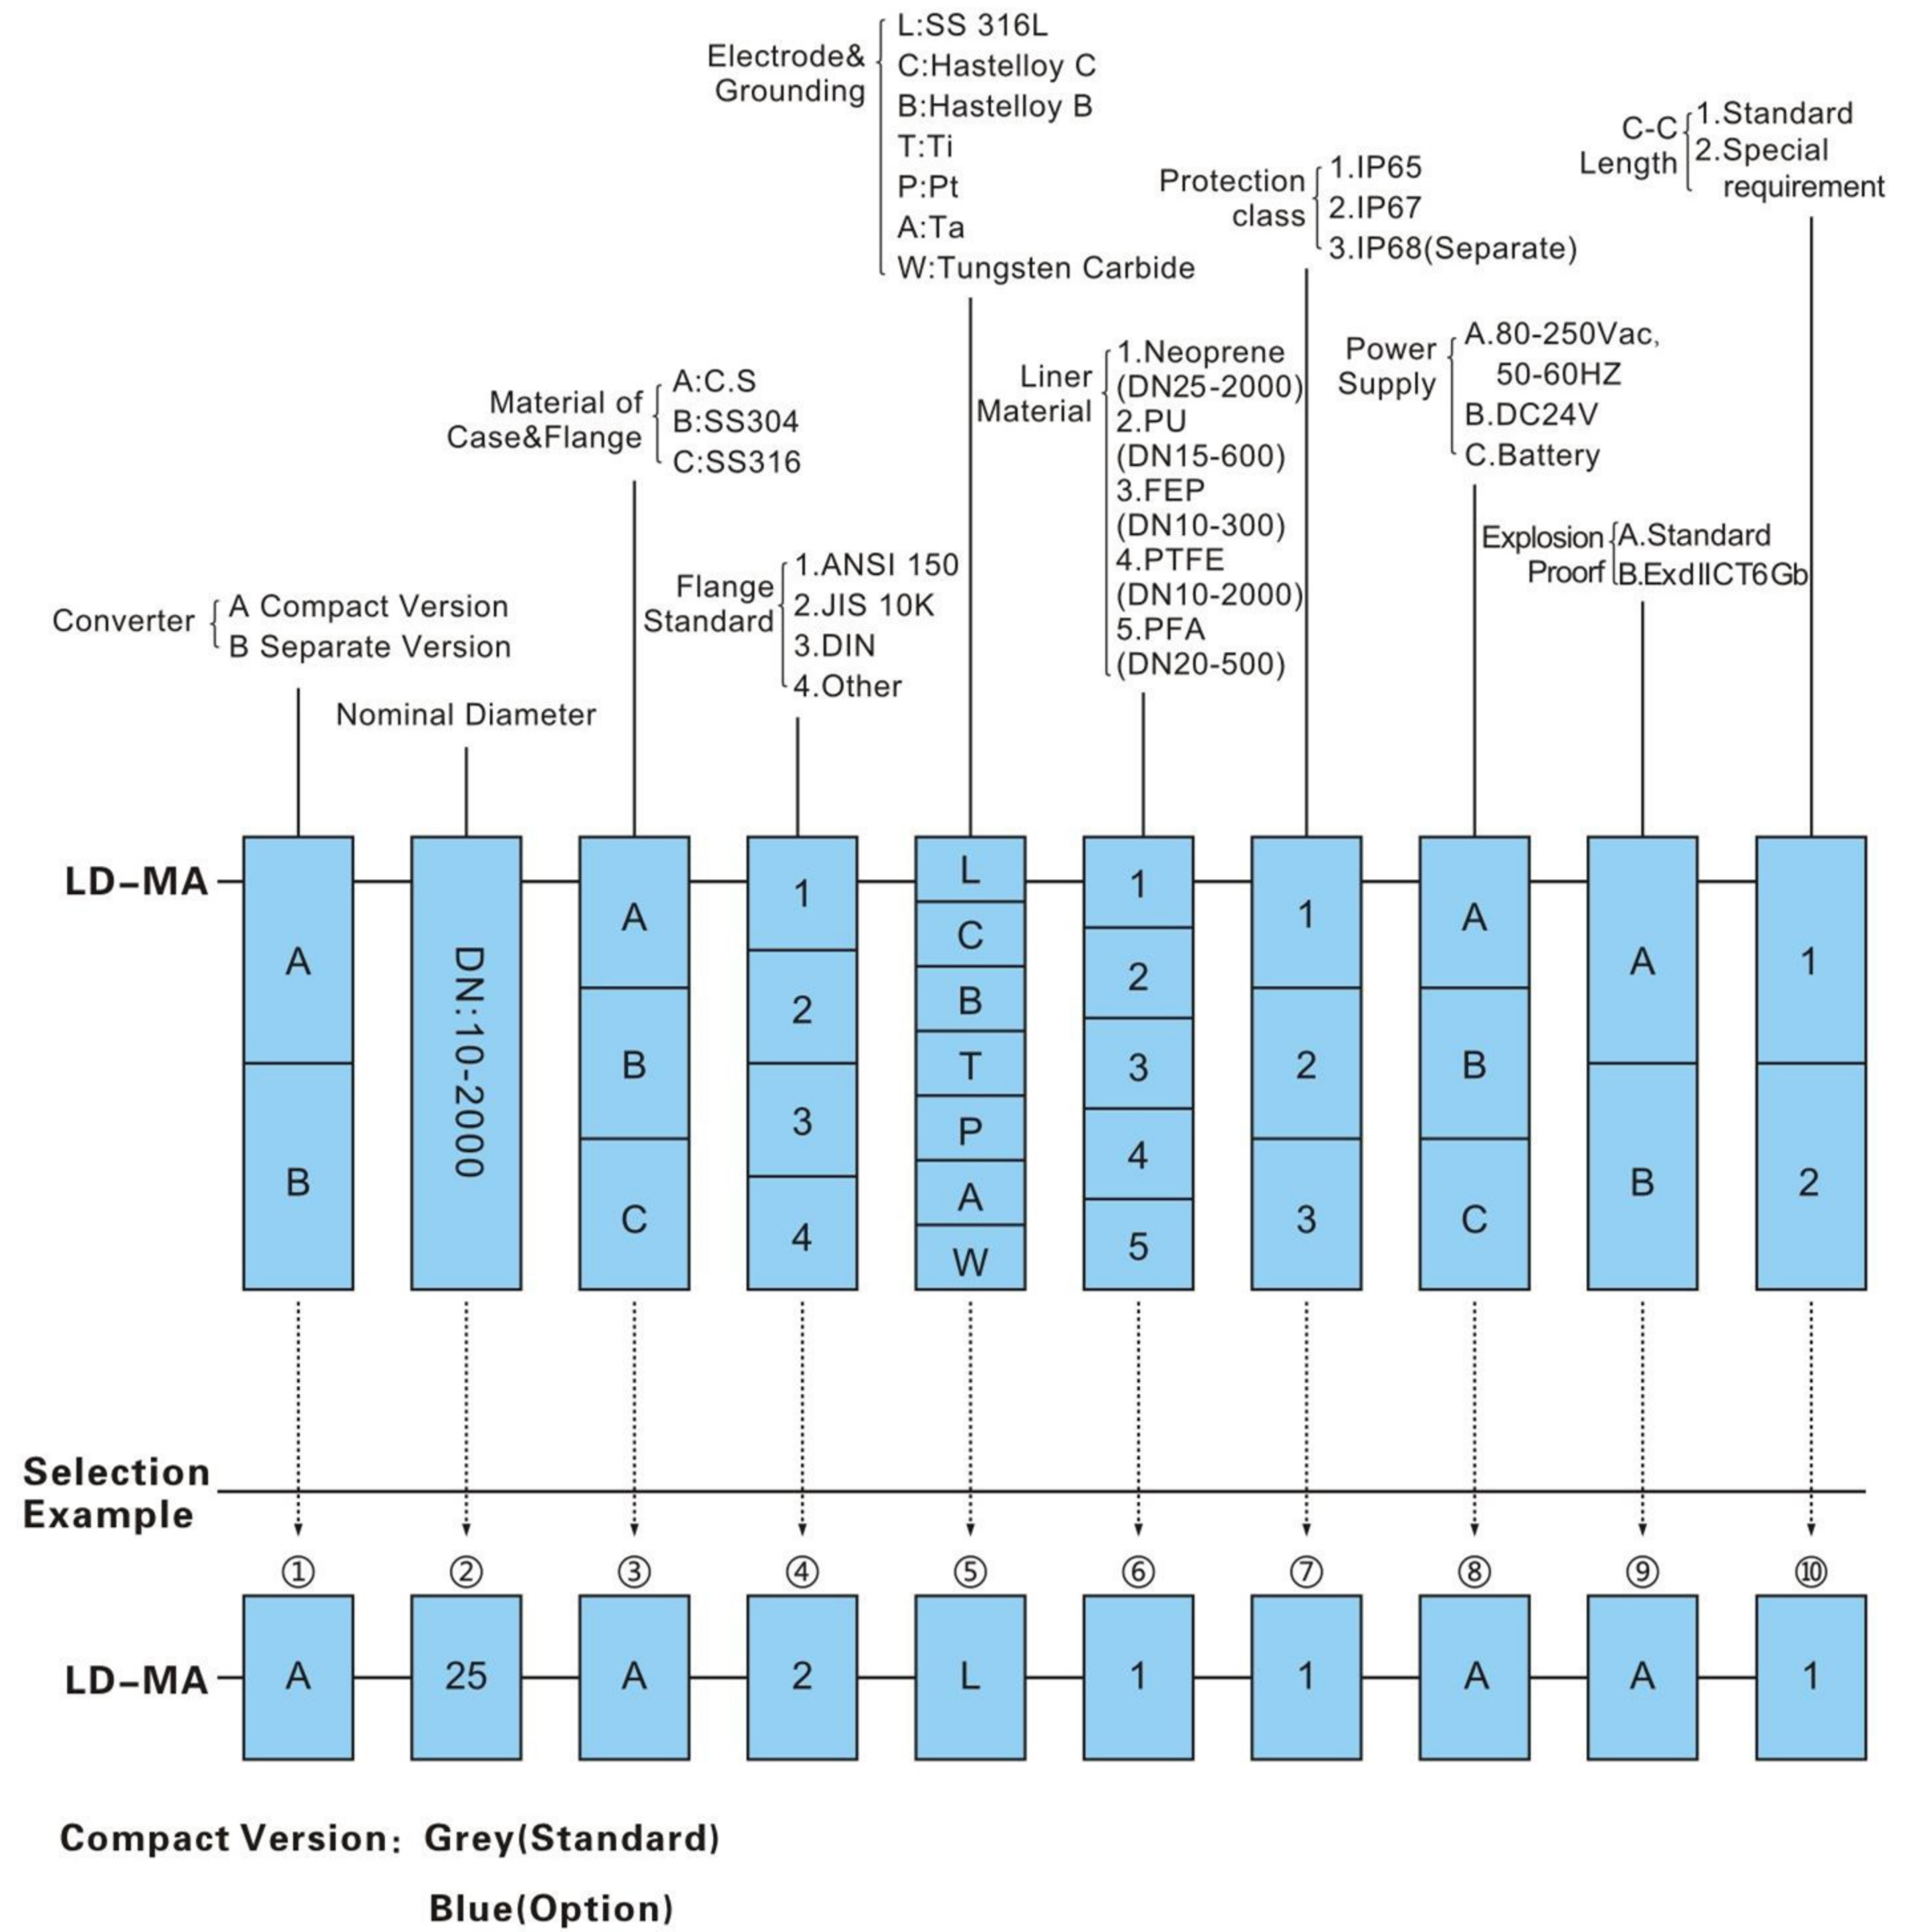 Electrode&
Grounding
L:SS 316L
C:Hastelloy C
B:Hastelloy B
T:Ti
P:Pt
A:Ta
W:Tungsten Carbide
C-C
Length
1.Standard
2.Special
requirement
Protection
class
1.IP65
2.IP67
3.IP68(Separate)
Material of
Case&Flange
A:C.S
B:SS304
C:SS316
Liner
Material
1.Neoprene
(DN25-2000)
2.PU
(DN15-600)
3.FEP
(DN10-300)
4.PTFE
(DN10-2000)
5.PFA
(DN20-500)
Power
Supply
A.80-250Vac,
50-60HZ
B.DC24V
C.Battery
Explosion
Proorf
A.Standard
B.ExdIICT6Gb
Converter
A Compact Version
B Separate Version
Flange
Standard
1.ANSI 150
2.JIS 10K
3.DIN
4.Other
Nominal Diameter
LD-MA
A
B
DN:10-2000
A
B
C
1
2
3
4
L
C
B
T
P
A
W
1
2
3
4
5
1
2
3
A
B
C
A
B
1
2
Selection
Example
① ② ③ ④ ⑤ ⑥ ⑦ ⑧ ⑨ ⑩
LD-MA A 25 A 2 L 1 1 A A 1
Compact Version: Grey(Standard)
Blue(Option)